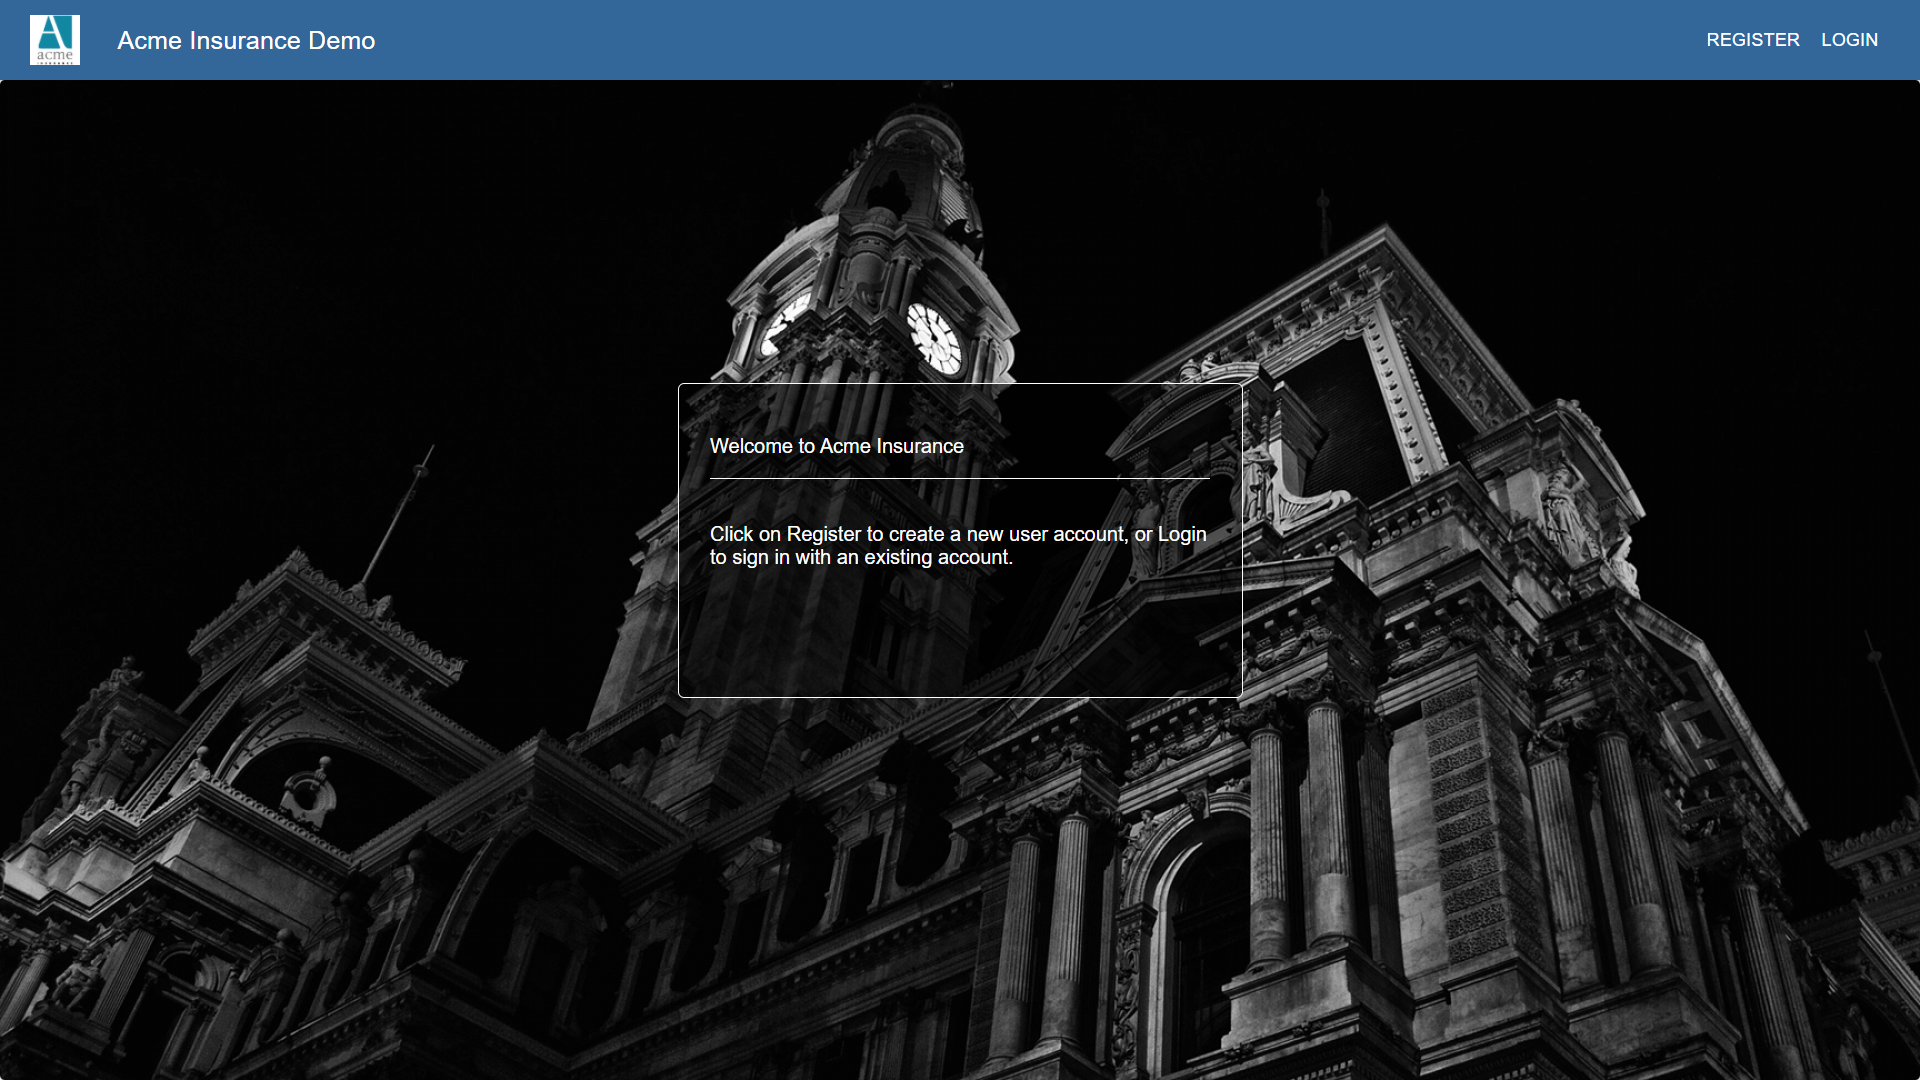 acme
Acme Insurance Demo
REGISTER
LOGIN
Welcome to Acme Insurance
Click on Register to create a new user account, or Login
to sign in with an existing account.